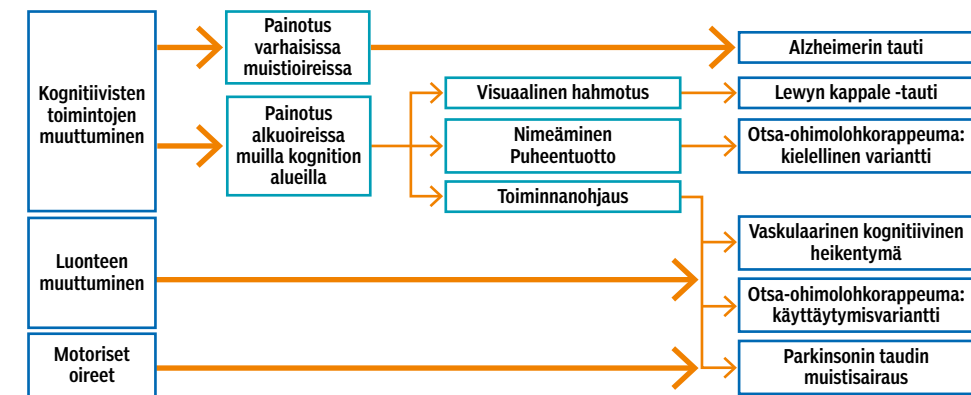 Kognitiivisten
toimintojen
muuttuminen
Painotus
varhaisissa
muistioireissa
Alzheimerin tauti
Painotus
alkuoireissa
muilla kognition
alueilla
Visuaalinen hahmotus
Lewyn kappale -tauti
Nimeäminen
Puheentuotto
Otsa-ohimolohkorappeuma:
kielellinen variantti
Toiminnanohjaus
Vaskulaarinen kognitiivinen
heikentymä
Luonteen
muuttuminen
Otsa-ohimolohkorappeuma:
käyttäytymisvariantti
Motoriset
oireet
Parkinsonin taudin
muistisairaus